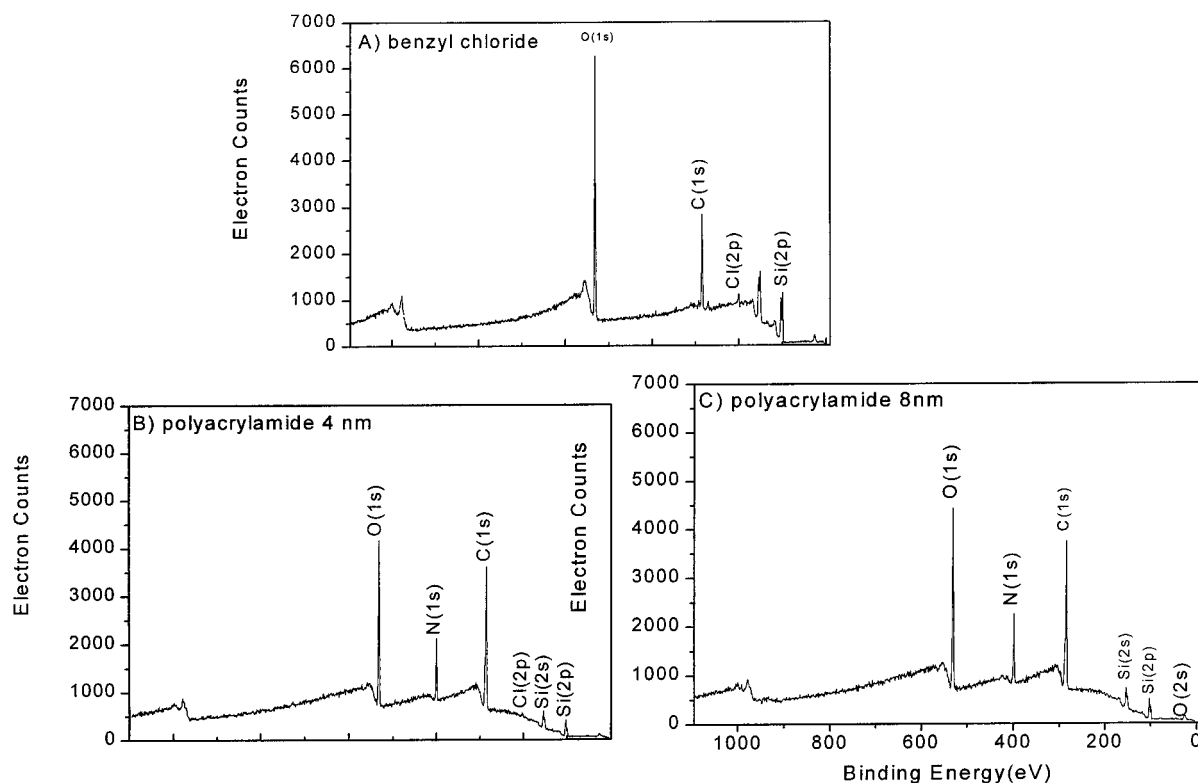 A) benzyl chloride
O(1s)
C(1s)
Cl(2p)
Si(2p)
Electron Counts
7000
6000
5000
4000
3000
2000
1000
0
B) polyacrylamide 4 nm
O(1s)
N(1s)
C(1s)
Cl(2p)
Si(2s)
Si(2p)
Electron Counts
7000
6000
5000
4000
3000
2000
1000
0
C) polyacrylamide 8nm
O(1s)
N(1s)
C(1s)
Si(2s)
Si(2p)
O(2s)
Electron Counts
7000
6000
5000
4000
3000
2000
1000
0
1000 800 600 400 200 0
Binding Energy(eV)